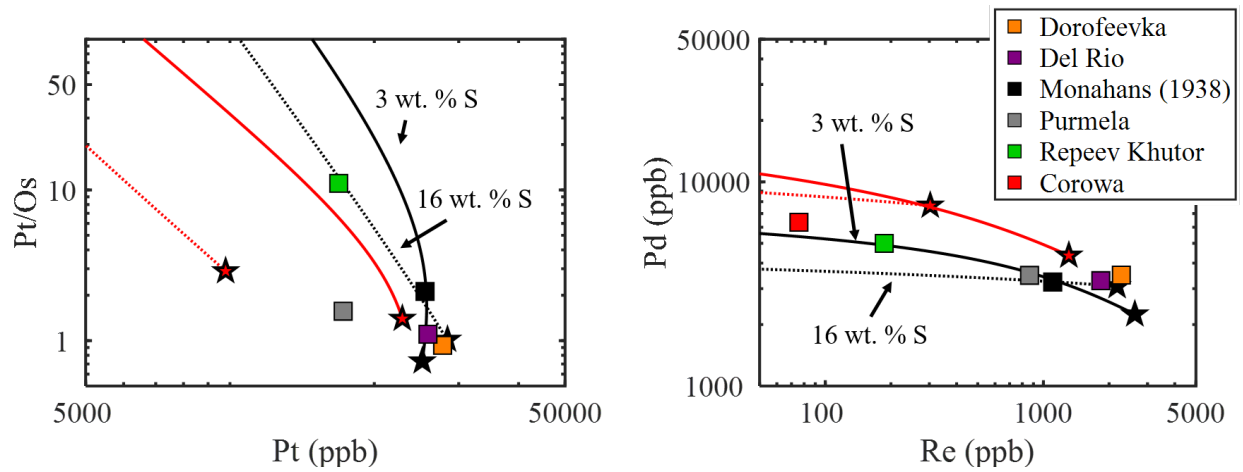 50
10
1
Pt/Os
3 wt. % S
16 wt. % S
5000
50000
Pt (ppb)
50000
10000
1000
Pd (ppb)
3 wt. % S
16 wt. % S
100
1000
5000
Re (ppb)
Dorofeevka
Del Rio
Monahans (1938)
Purmela
Repeev Khutor
Corowa